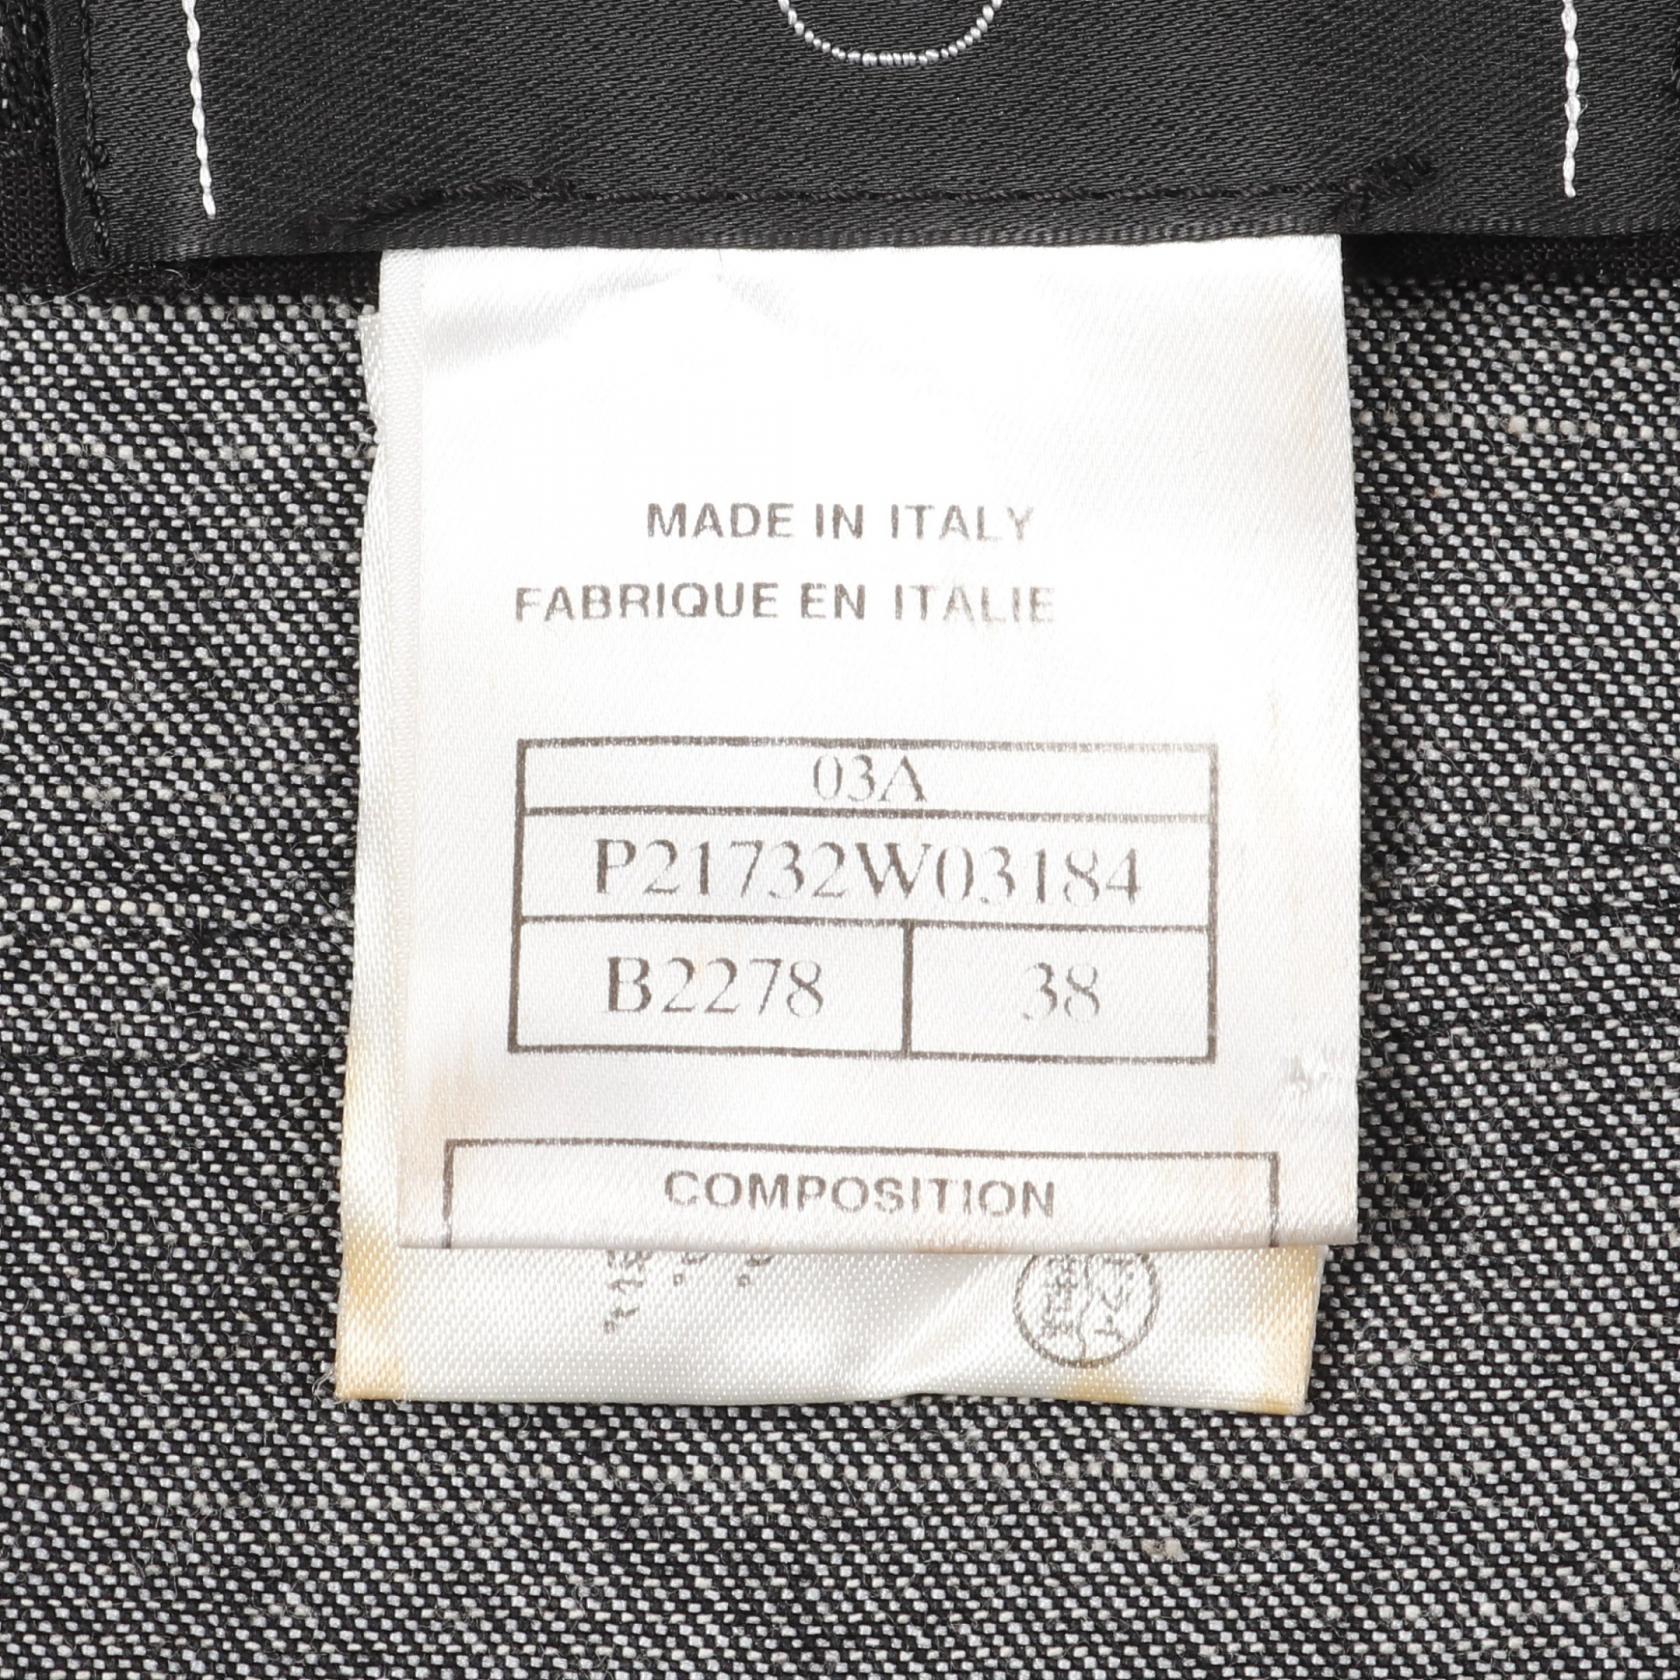 MADE IN ITALY
FABRIQUE EN ITALIE
03A
P21732W03184
B2278 38
COMPOSITION